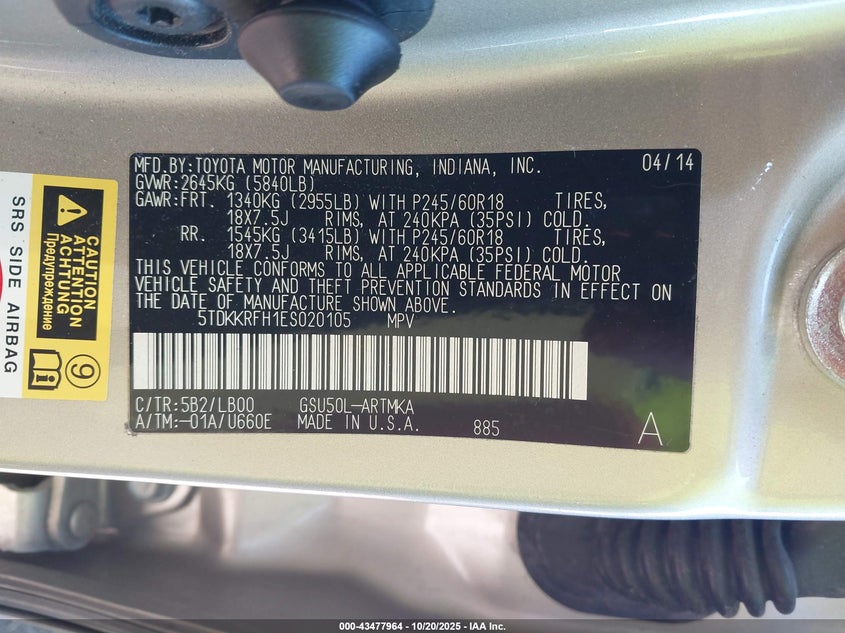 MFD.BY:TOYOTA MOTOR MANUFACTURING, INDIANA, INC. 04/14
GVWR:2645KG (5840LB)
GAWR:FRT. 1340KG (2955LB) WITH P245/60R18 TIRES,
18X7.5J RIMS, AT 240KPA (35PSI) COLD.
RR. 1545KG (3415LB) WITH P245/60R18 TIRES,
18X7.5J RIMS, AT 240KPA (35PSI) COLD.
THIS VEHICLE CONFORMS TO ALL APPLICABLE FEDERAL MOTOR
VEHICLE SAFETY AND THEFT PREVENTION STANDARDS IN EFFECT ON
THE DATE OF MANUFACTURE SHOWN ABOVE.
5TDKKRFH1ES020105 MPV
C/TR:5B2/LB00 GSU50L-ARTMKA
A/TM:-01A/U660E MADE IN U.S.A. 885 A
SRS SIDE AIRBAG
CAUTION
ATTENTION
ACHTUNG
Предупреждение
9
000-43477964 - 10/20/2025 - IAA Inc.